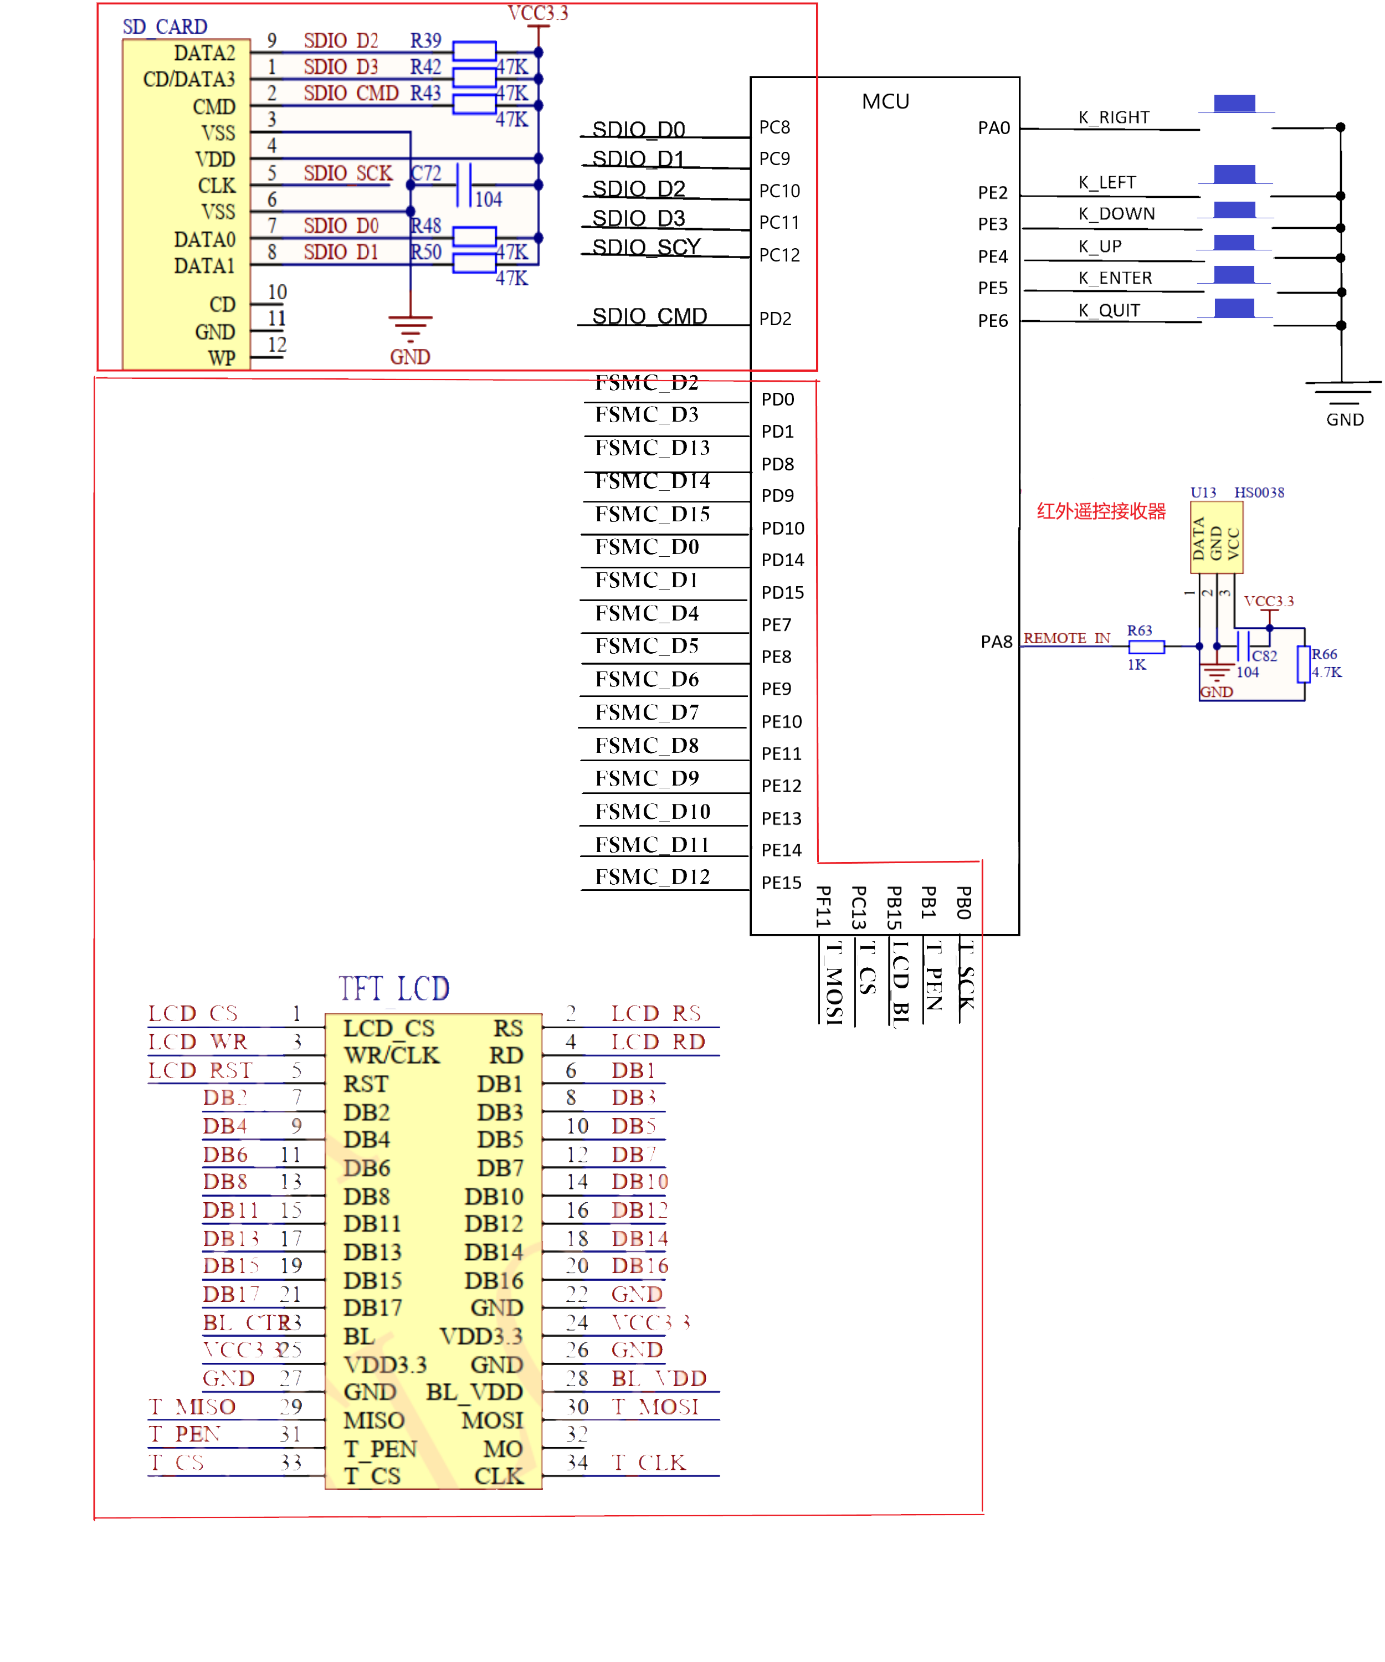 SD_CARD
VCC3.3
DATA2 9 SDIO_D2 R39 47K
CD/DATA3 1 SDIO_D3 R42 47K
CMD 2 SDIO_CMD R43 47K
VSS 3
VDD 4
CLK 5 SDIO_SCK C72 104
VSS 6
DATA0 7 SDIO_D0 R48 47K
DATA1 8 SDIO_D1 R50 47K
CD 10
GND 11
WP 12
GND
MCU
SDIO_D0 PC8
SDIO_D1 PC9
SDIO_D2 PC10
SDIO_D3 PC11
SDIO_SCY PC12
SDIO_CMD PD2
FSMC_D2 PD0
FSMC_D3 PD1
FSMC_D13 PD8
FSMC_D14 PD9
FSMC_D15 PD10
FSMC_D0 PD14
FSMC_D1 PD15
FSMC_D4 PE7
FSMC_D5 PE8
FSMC_D6 PE9
FSMC_D7 PE10
FSMC_D8 PE11
FSMC_D9 PE12
FSMC_D10 PE13
FSMC_D11 PE14
FSMC_D12 PE15
PA0 K_RIGHT
PE2 K_LEFT
PE3 K_DOWN
PE4 K_UP
PE5 K_ENTER
PE6 K_QUIT
GND
红外遥控接收器
U13 HS0038
DATA
GND
VCC
1
2
3
VCC3.3
PA8 REMOTE_IN R63 1K
C82 104
R66 4.7K
GND
PF11 T_MOSI
PC13 T_CS
PB15 LCD_BL
PB1 T_PEN
PB0 T_SCK
TFT_LCD
LCD_CS 1 LCD_CS RS 2 LCD_RS
LCD_WR 3 WR/CLK RD 4 LCD_RD
LCD_RST 5 RST DB1 6 DB1
DB2 7 DB2 DB3 8 DB3
DB4 9 DB4 DB5 10 DB5
DB6 11 DB6 DB7 12 DB7
DB8 13 DB8 DB10 14 DB10
DB11 15 DB11 DB12 16 DB12
DB13 17 DB13 DB14 18 DB14
DB15 19 DB15 DB16 20 DB16
DB17 21 DB17 GND 22 GND
BL_CTR 23 BL VDD3.3 24 VCC3.3
VCC3.3 25 VDD3.3 GND 26 GND
GND 27 GND BL_VDD 28 BL_VDD
T_MISO 29 MISO MOSI 30 T_MOSI
T_PEN 31 T_PEN MO 32
T_CS 33 T_CS CLK 34 T_CLK